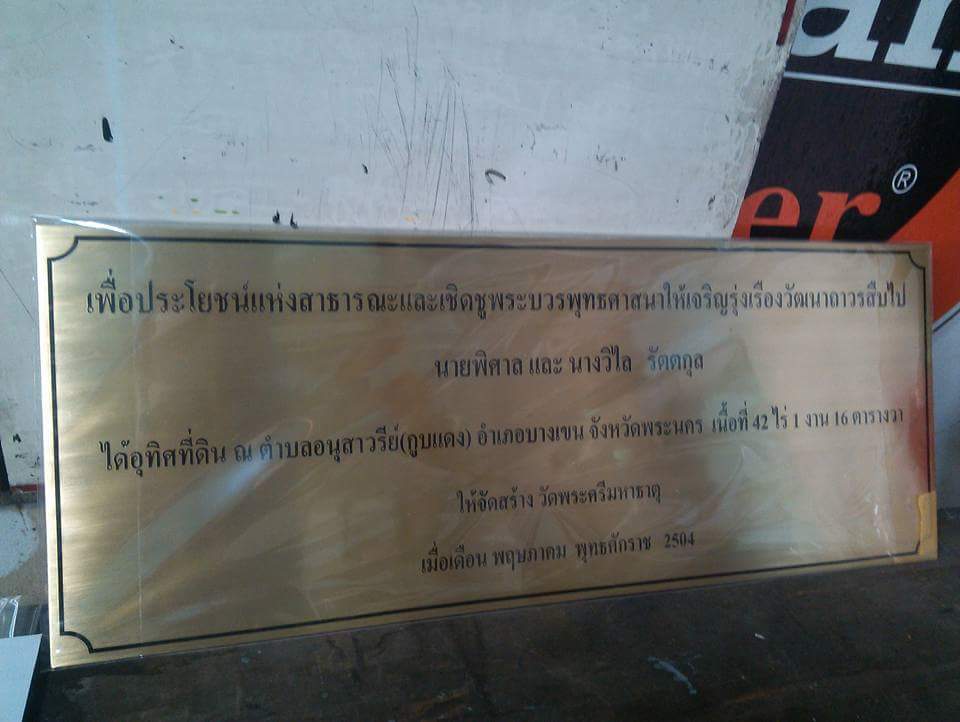 an
er®
เพื่อประโยชน์แห่งสาธารณะและเชิดชูพระบวรพุทธศาสนาให้เจริญรุ่งเรืองวัฒนาถาวรสืบไป
นายพิศาล และ นางวิไล รัตตกุล
ได้อุทิศที่ดิน ณ ตำบลอนุสาวรีย์(กูบแดง) อำเภอบางเขน จังหวัดพระนคร เนื้อที่ 42 ไร่ 1 งาน 16 ตารางวา
ให้จัดสร้าง วัดพระศรีมหาธาตุ
เมื่อเดือน พฤษภาคม พุทธศักราช 2504